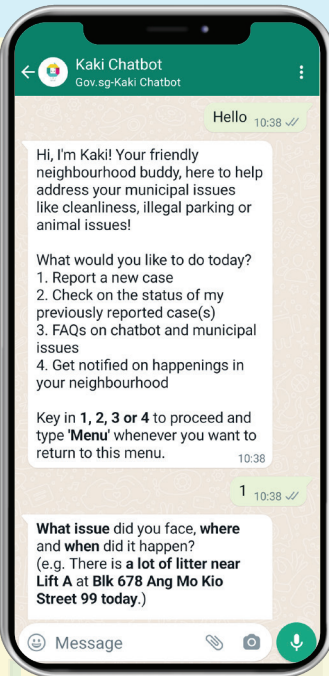 Kaki Chatbot
Gov.sg-Kaki Chatbot
Hello 10:38
Hi, I'm Kaki! Your friendly
neighbourhood buddy, here to help
address your municipal issues
like cleanliness, illegal parking or
animal issues!
What would you like to do today?
1. Report a new case
2. Check on the status of my
previously reported case(s)
3. FAQs on chatbot and municipal
issues
4. Get notified on happenings in
your neighbourhood
Key in 1, 2, 3 or 4 to proceed and
type 'Menu' whenever you want to
return to this menu.
10:38
1 10:38
What issue did you face, where
and when did it happen?
(e.g. There is a lot of litter near
Lift A at Blk 678 Ang Mo Kio
Street 99 today.)
Message